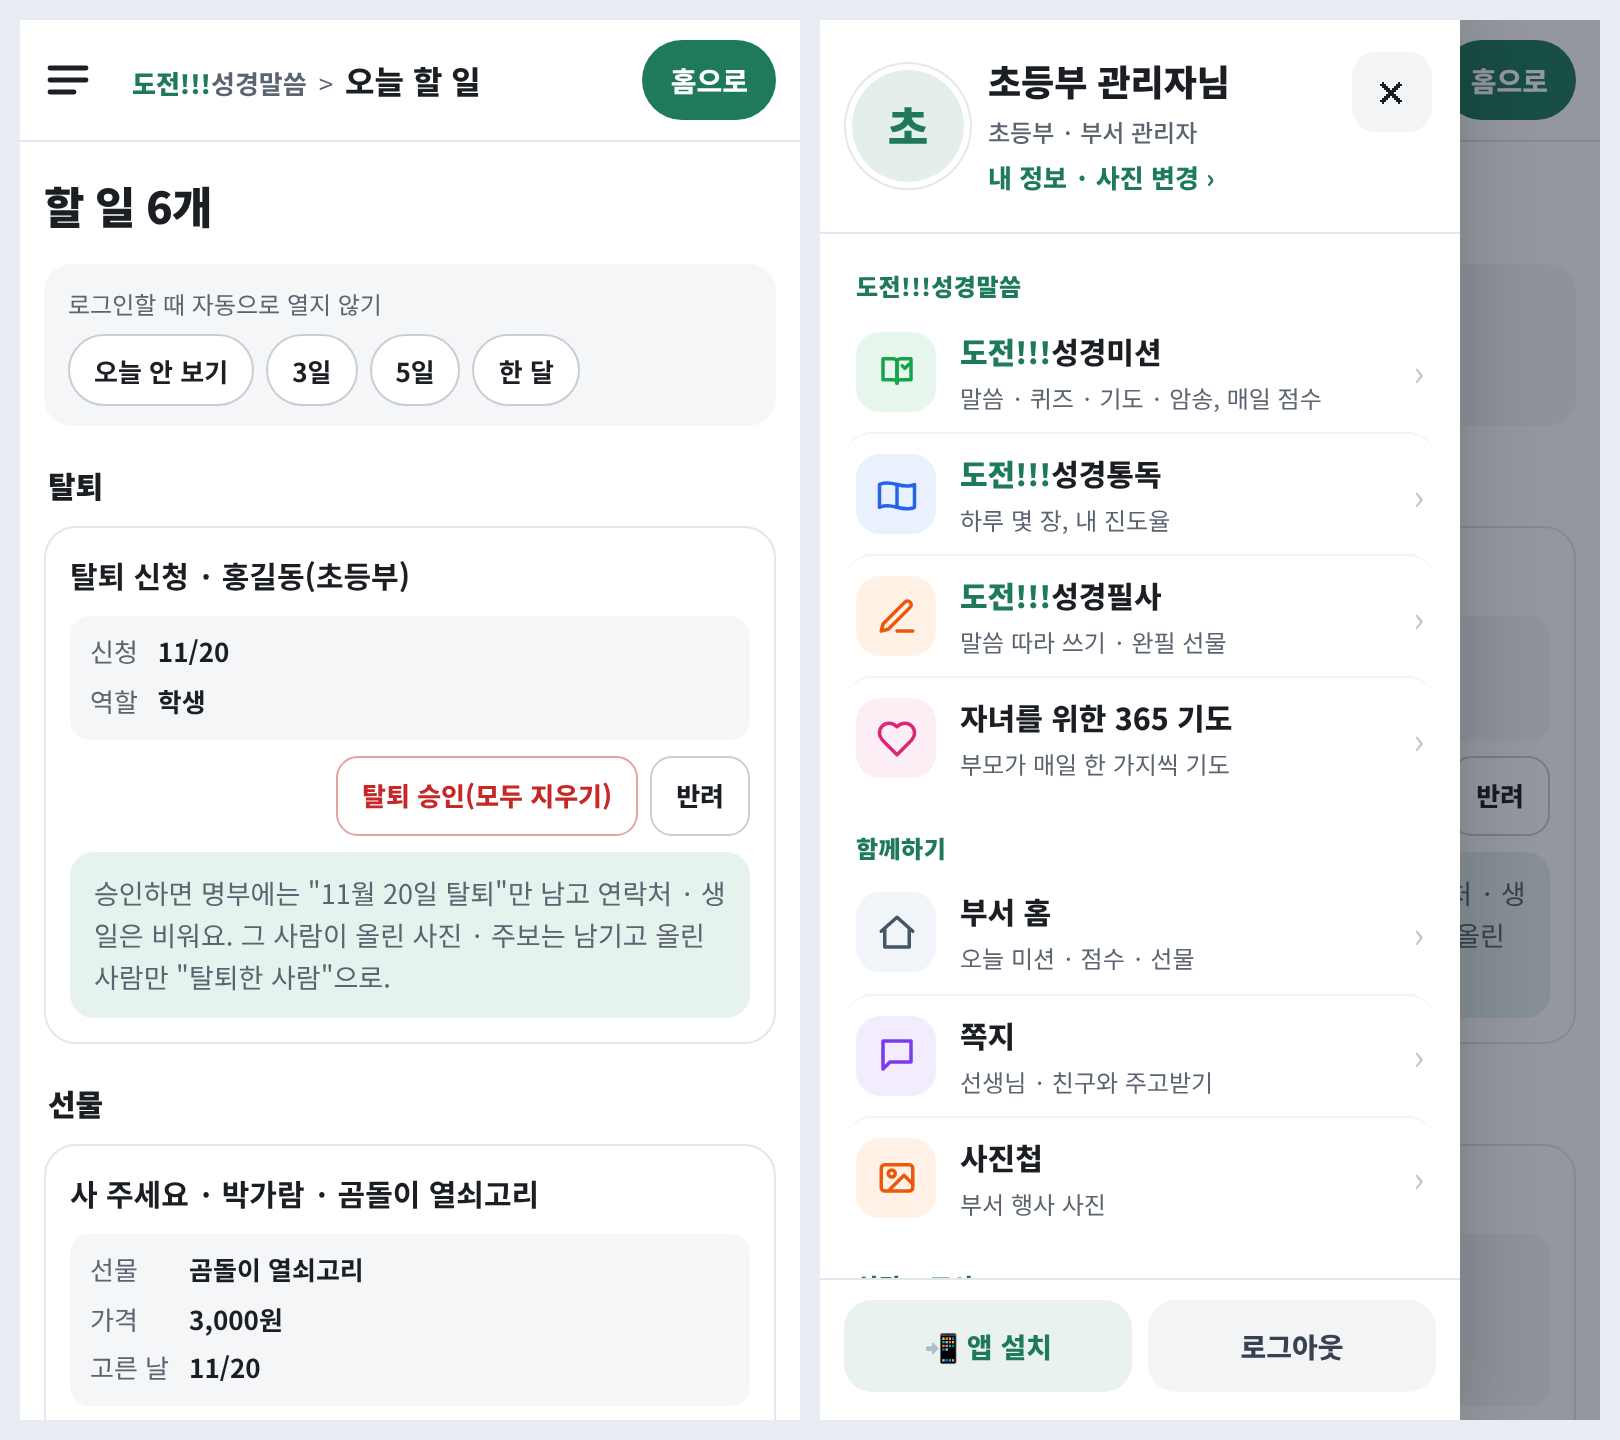 도전!!!성경말씀 > 오늘 할 일
홈으로
할 일 6개
로그인할 때 자동으로 열지 않기
오늘 안 보기
3일
5일
한 달
탈퇴
탈퇴 신청 · 홍길동(초등부)
신청 11/20
역할 학생
탈퇴 승인(모두 지우기)
반려
승인하면 명부에는 "11월 20일 탈퇴"만 남고 연락처 · 생
일은 비워요. 그 사람이 올린 사진 · 주보는 남기고 올린
사람만 "탈퇴한 사람"으로.
선물
사 주세요 · 박가람 · 곰돌이 열쇠고리
선물 곰돌이 열쇠고리
가격 3,000원
고른 날 11/20
초
초등부 관리자님
초등부 · 부서 관리자
내 정보 · 사진 변경 ›
홈으로
도전!!!성경말씀
도전!!!성경미션
말씀 · 퀴즈 · 기도 · 암송, 매일 점수
도전!!!성경통독
하루 몇 장, 내 진도율
도전!!!성경필사
말씀 따라 쓰기 · 완필 선물
자녀를 위한 365 기도
부모가 매일 한 가지씩 기도
반려
· 생
올린
함께하기
부서 홈
오늘 미션 · 점수 · 선물
쪽지
선생님 · 친구와 주고받기
사진첩
부서 행사 사진
앱 설치
로그아웃